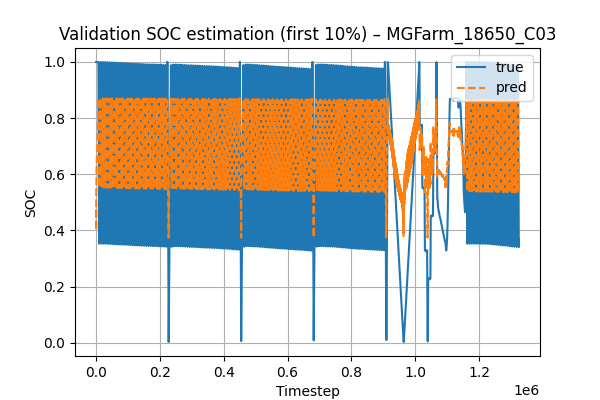 Validation SOC estimation (first 10%) – MGFarm_18650_C03
true
pred
SOC
1.0
0.8
0.6
0.4
0.2
0.0
0.0
0.2
0.4
0.6
0.8
1.0
1.2
1e6
Timestep